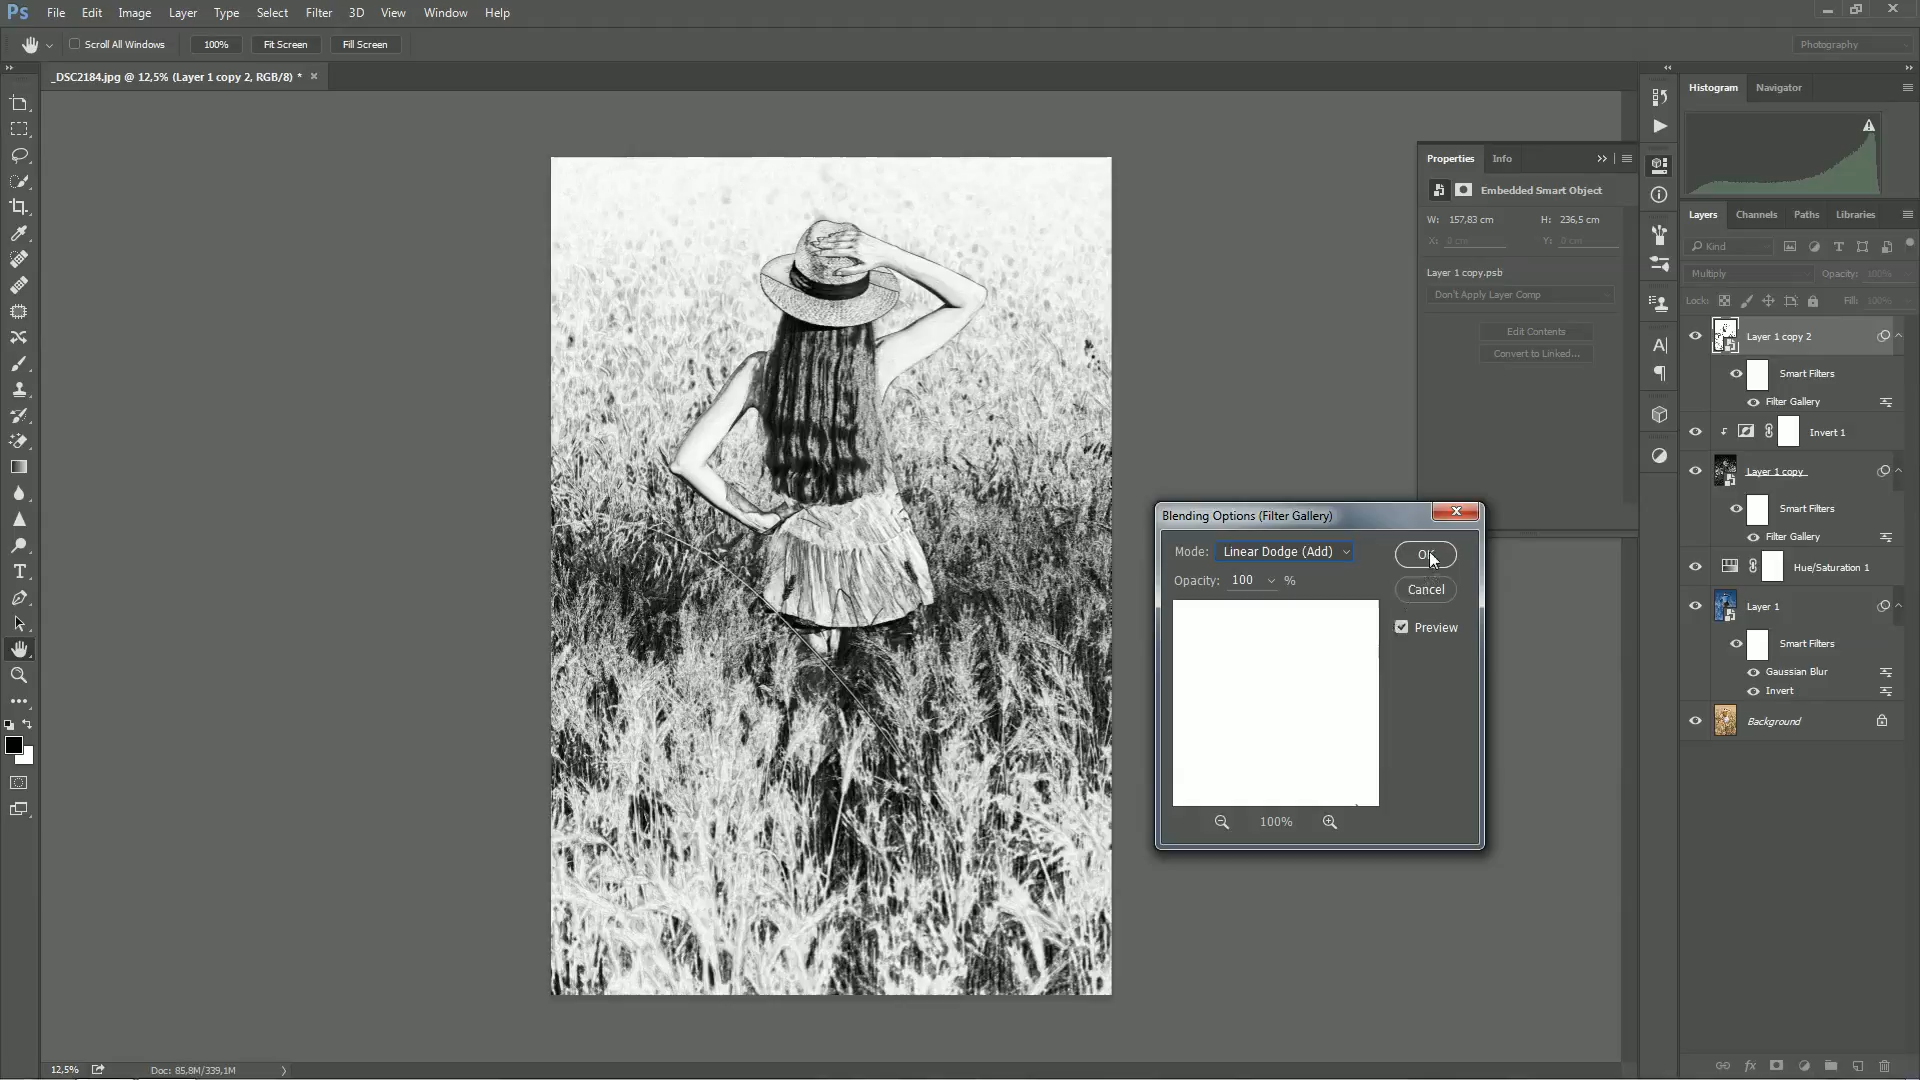 Ps File Edit Image Layer Type Select Filter 3D View Window Help
Scroll All Windows 100% Fit Screen Fill Screen Photography
_DSC2184.jpg @ 12,5% (Layer 1 copy 2, RGB/8) * ×
Histogram Navigator
Properties Info
Embedded Smart Object
W: 157,83 cm H: 236,5 cm
X: 0 cm Y: 0 cm
Layer 1 copy.psb
Don't Apply Layer Comp
Edit Contents
Convert to Linked...
Layers Channels Paths Libraries
Kind
Multiply Opacity: 100%
Lock: Fill: 100%
Layer 1 copy 2
Smart Filters
Filter Gallery
Invert 1
Layer 1 copy
Smart Filters
Filter Gallery
Hue/Saturation 1
Layer 1
Smart Filters
Gaussian Blur
Invert
Background
Blending Options (Filter Gallery)
Mode: Linear Dodge (Add) OK
Opacity: 100 % Cancel
Preview
100%
12,5% Doc: 85,8M/339,1M